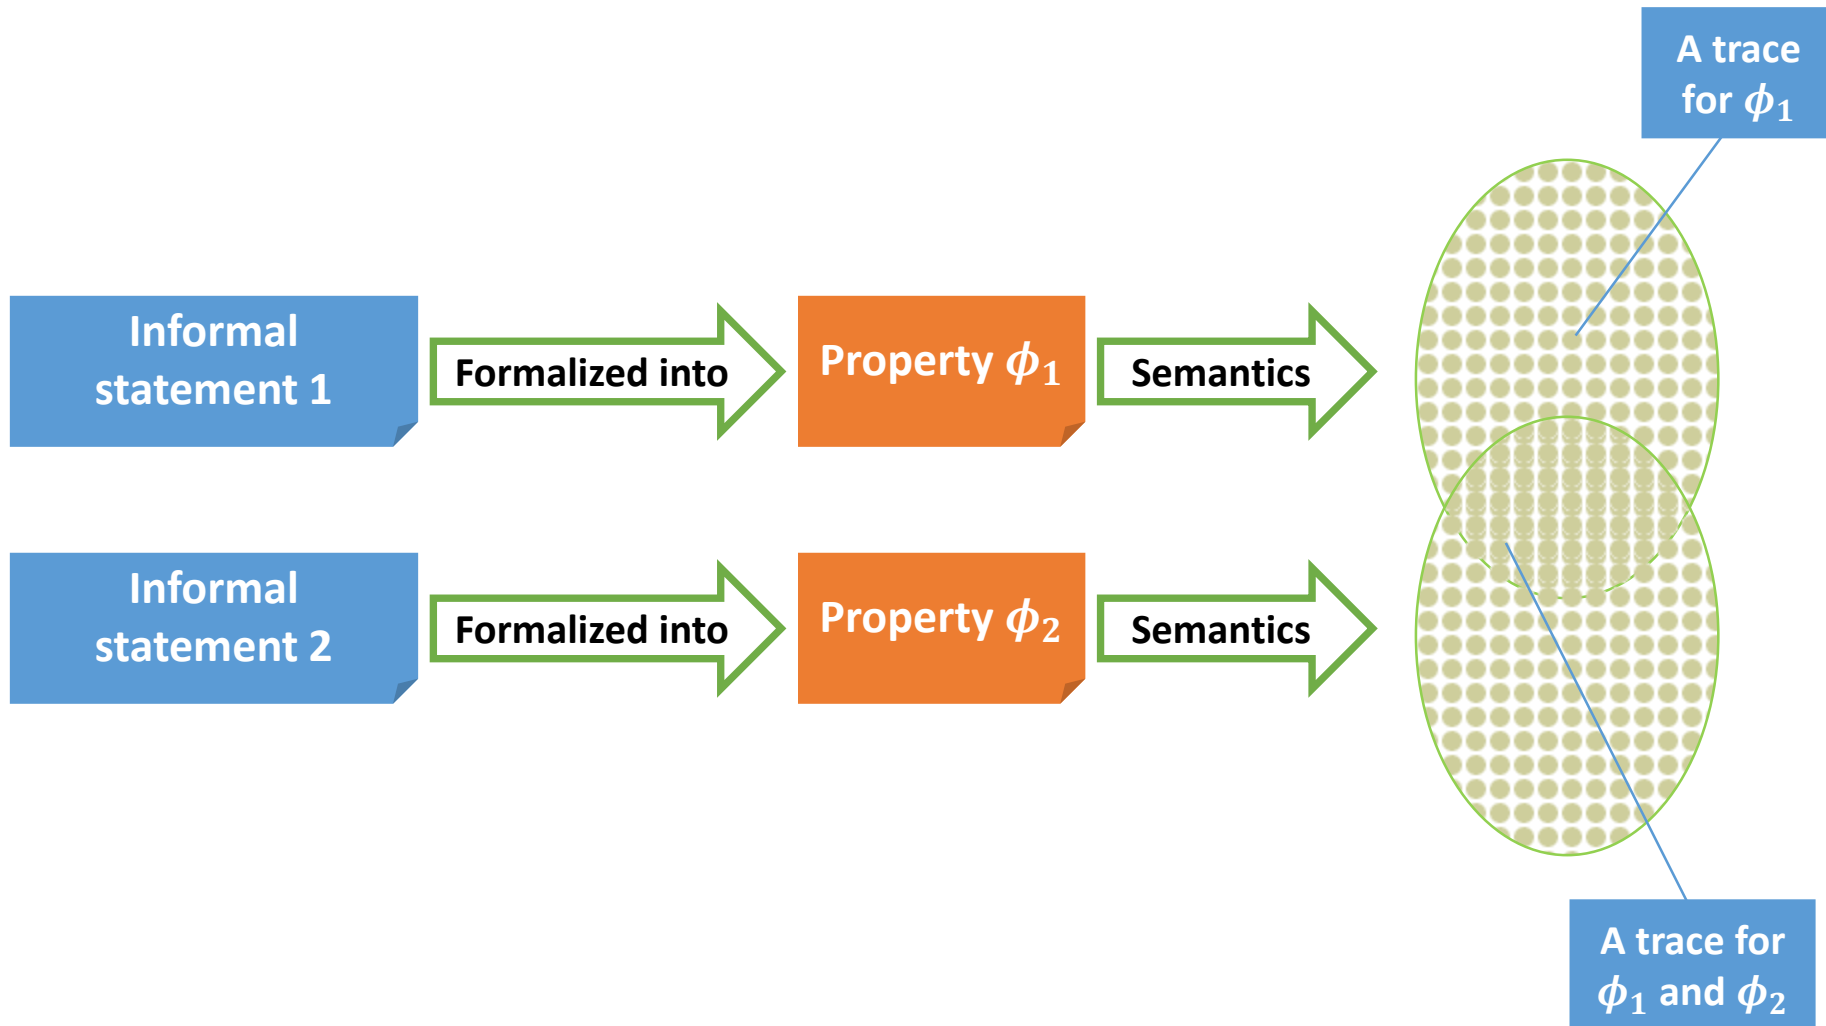 A trace
for ϕ₁
Informal
statement 1
Formalized into
Property ϕ₁
Semantics
Informal
statement 2
Formalized into
Property ϕ₂
Semantics
A trace for
ϕ₁ and ϕ₂